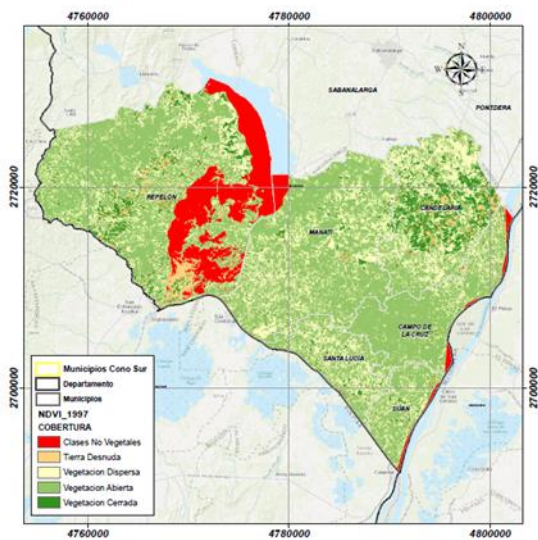 4760000 4780000 4800000
N
W E
S
SABANALARGA
PONEDERA
2720000 2720000
REPELON
CANDELARIA
MANATI
CAMPO DE
LA CRUZ
SANTA LUCIA
SUAN
2700000 2700000
Municipios Cono Sur
Departamento
Municipios
NDVI_1997
COBERTURA
Clases No Vegetales
Tierra Desnuda
Vegetacion Dispersa
Vegetacion Abierta
Vegetacion Cerrada
4760000 4780000 4800000